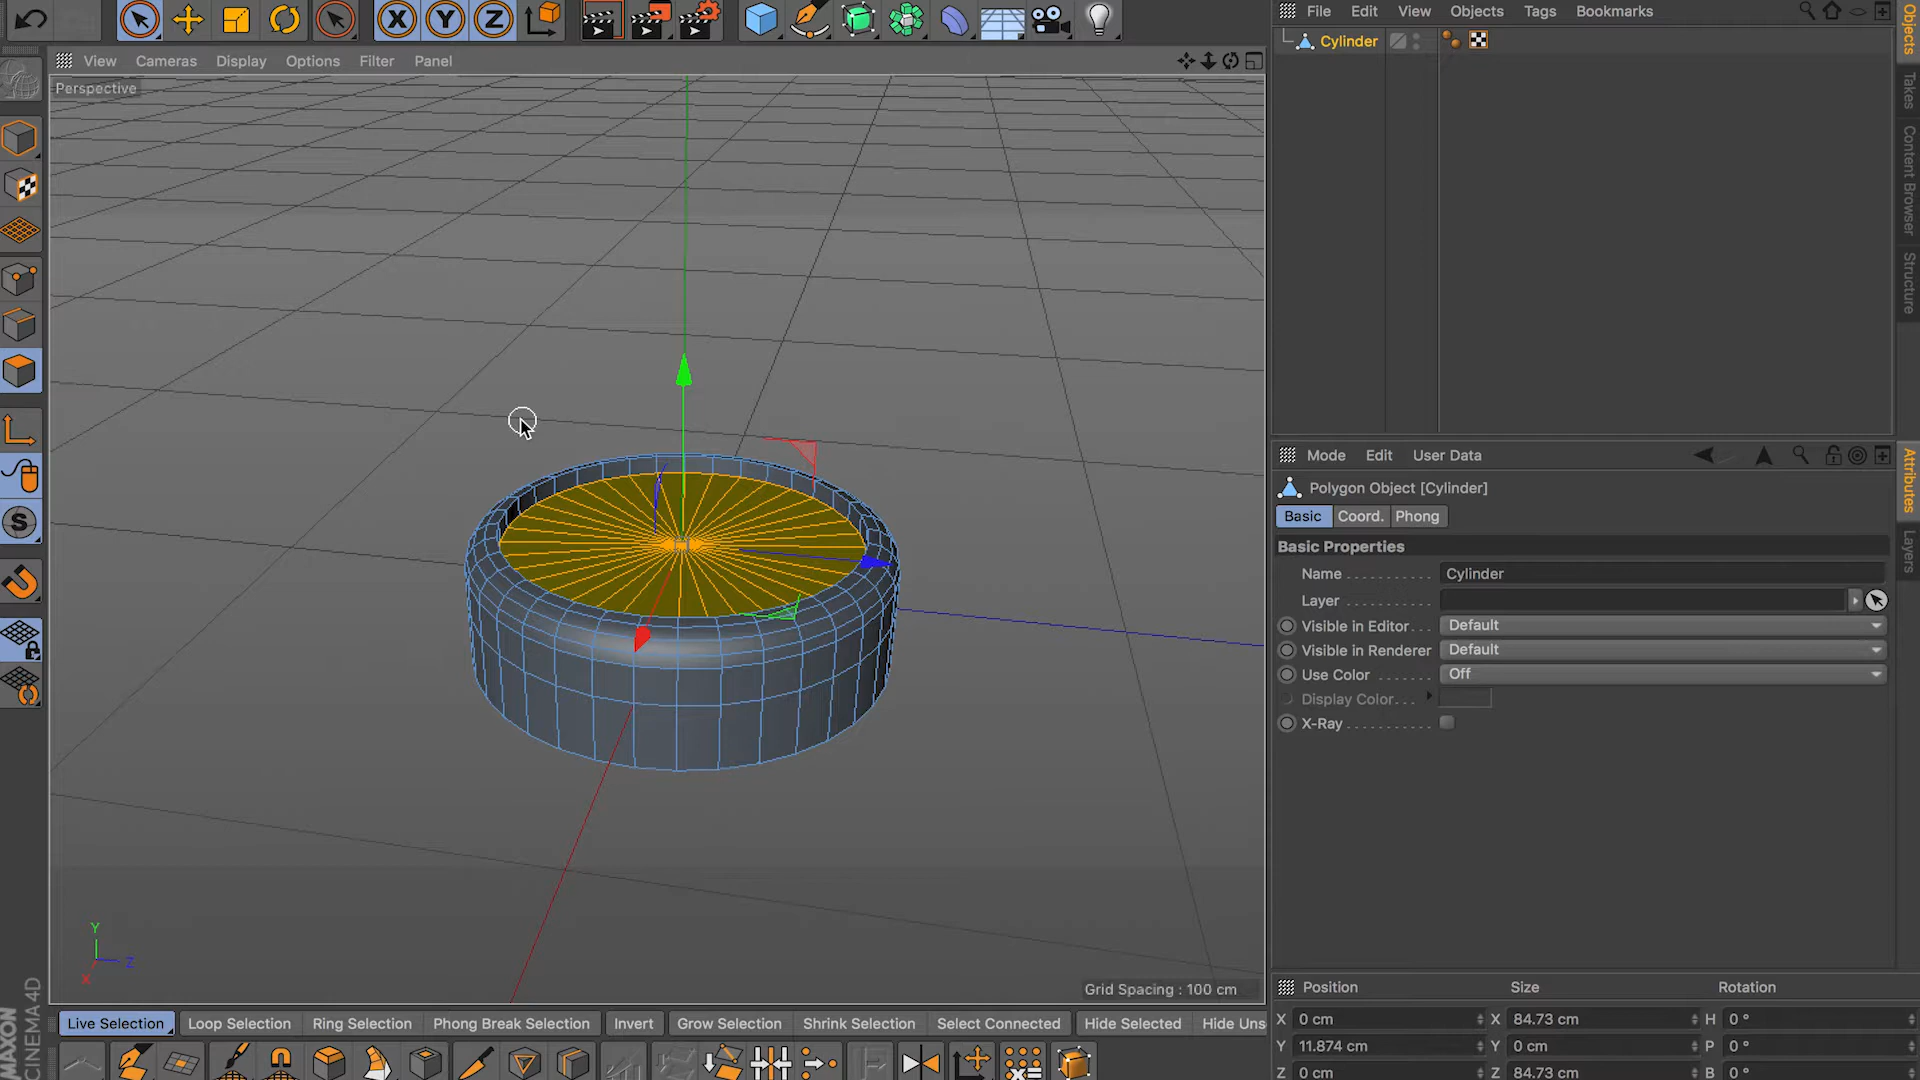 File Edit View Objects Tags Bookmarks
X Y Z
View Cameras Display Options Filter Panel
Perspective
Cylinder
Objects
Takes
Content Browser
Structure
Mode Edit User Data
Polygon Object [Cylinder]
Basic Coord. Phong
Basic Properties
Name Cylinder
Layer
Visible in Editor Default
Visible in Renderer Default
Use Color Off
Display Color
X-Ray
Attributes
Layers
S
Y
Z
X
Grid Spacing : 100 cm
Position Size Rotation
X 0 cm X 84.73 cm H 0 °
Y 11.874 cm Y 0 cm P 0 °
Z 0 cm Z 84.73 cm B 0 °
Live Selection Loop Selection Ring Selection Phong Break Selection Invert Grow Selection Shrink Selection Select Connected Hide Selected Hide Uns
MAXON
CINEMA 4D